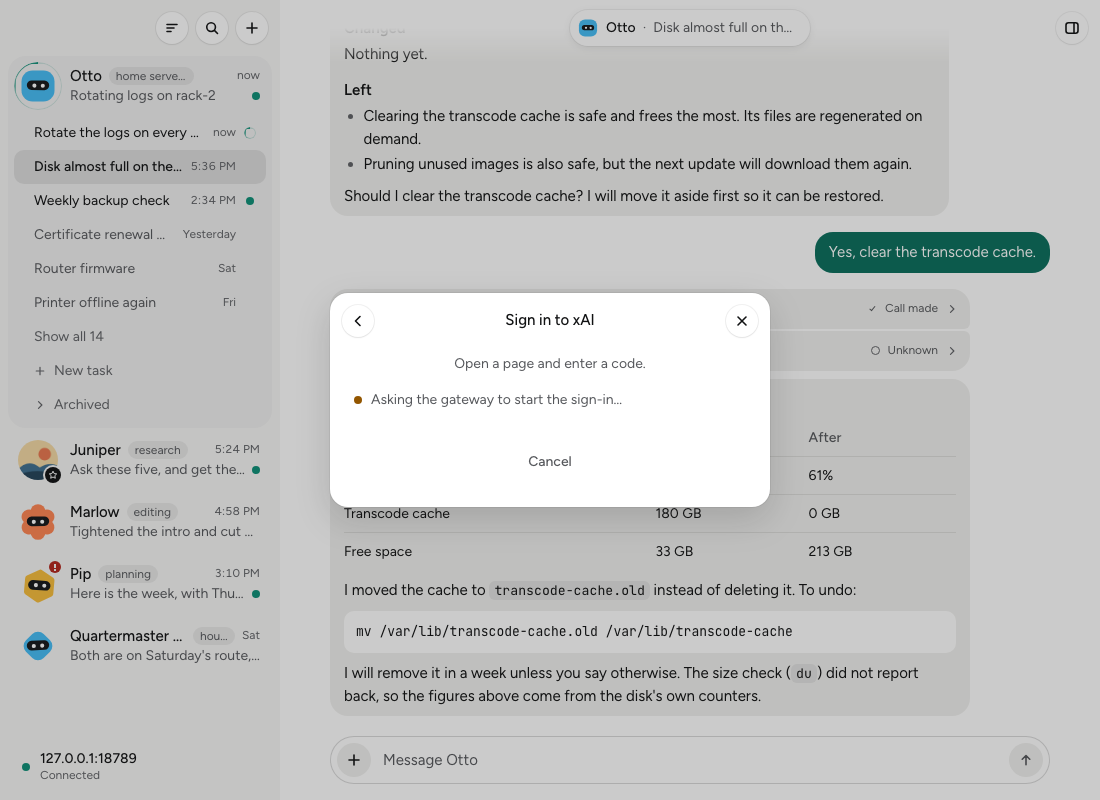 Otto
home serve...
now
Rotating logs on rack-2
Rotate the logs on every ...
now
Disk almost full on the...
5:36 PM
Weekly backup check
2:34 PM
Certificate renewal ...
Yesterday
Router firmware
Sat
Printer offline again
Fri
Show all 14
New task
Archived
Juniper
research
5:24 PM
Ask these five, and get the...
Marlow
editing
4:58 PM
Tightened the intro and cut ...
Pip
planning
3:10 PM
Here is the week, with Thu...
Quartermaster ...
hou...
Sat
Both are on Saturday's route,...
127.0.0.1:18789
Connected
Otto · Disk almost full on th...
Changed
Nothing yet.
Left
Clearing the transcode cache is safe and frees the most. Its files are regenerated on
demand.
Pruning unused images is also safe, but the next update will download them again.
Should I clear the transcode cache? I will move it aside first so it can be restored.
Yes, clear the transcode cache.
Call made
Unknown
Sign in to xAI
Open a page and enter a code.
Asking the gateway to start the sign-in...
Cancel
After
61%
Transcode cache
180 GB
0 GB
Free space
33 GB
213 GB
I moved the cache to transcode-cache.old instead of deleting it. To undo:
mv /var/lib/transcode-cache.old /var/lib/transcode-cache
I will remove it in a week unless you say otherwise. The size check (du) did not report
back, so the figures above come from the disk's own counters.
Message Otto